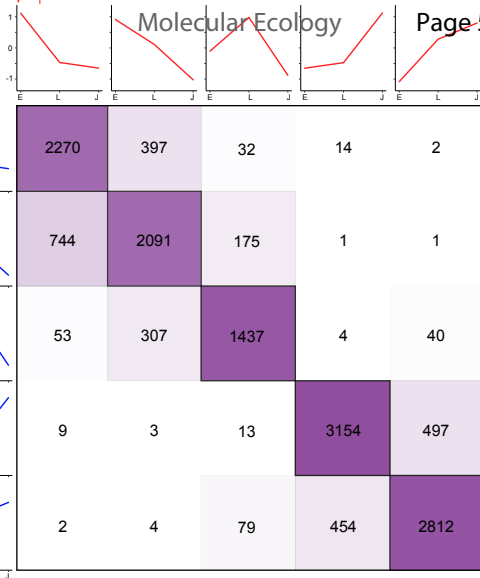 Molecular Ecology Page
1
0
-1
E L J E L J E L J E L J E L J
2270 397 32 14 2
744 2091 175 1 1
53 307 1437 4 40
9 3 13 3154 497
2 4 79 454 2812